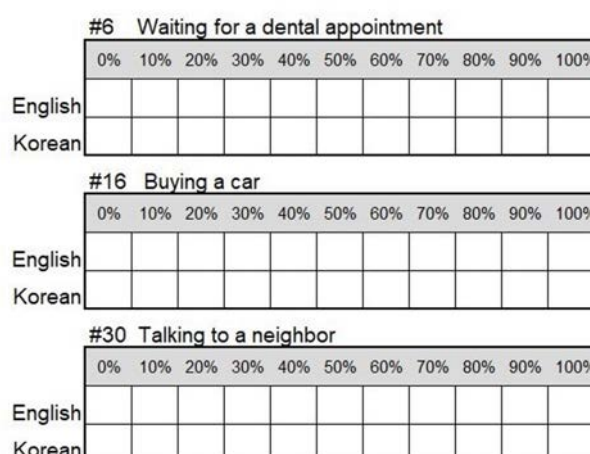 #6 Waiting for a dental appointment
0% 10% 20% 30% 40% 50% 60% 70% 80% 90% 100%
English
Korean
#16 Buying a car
0% 10% 20% 30% 40% 50% 60% 70% 80% 90% 100%
English
Korean
#30 Talking to a neighbor
0% 10% 20% 30% 40% 50% 60% 70% 80% 90% 100%
English
Korean